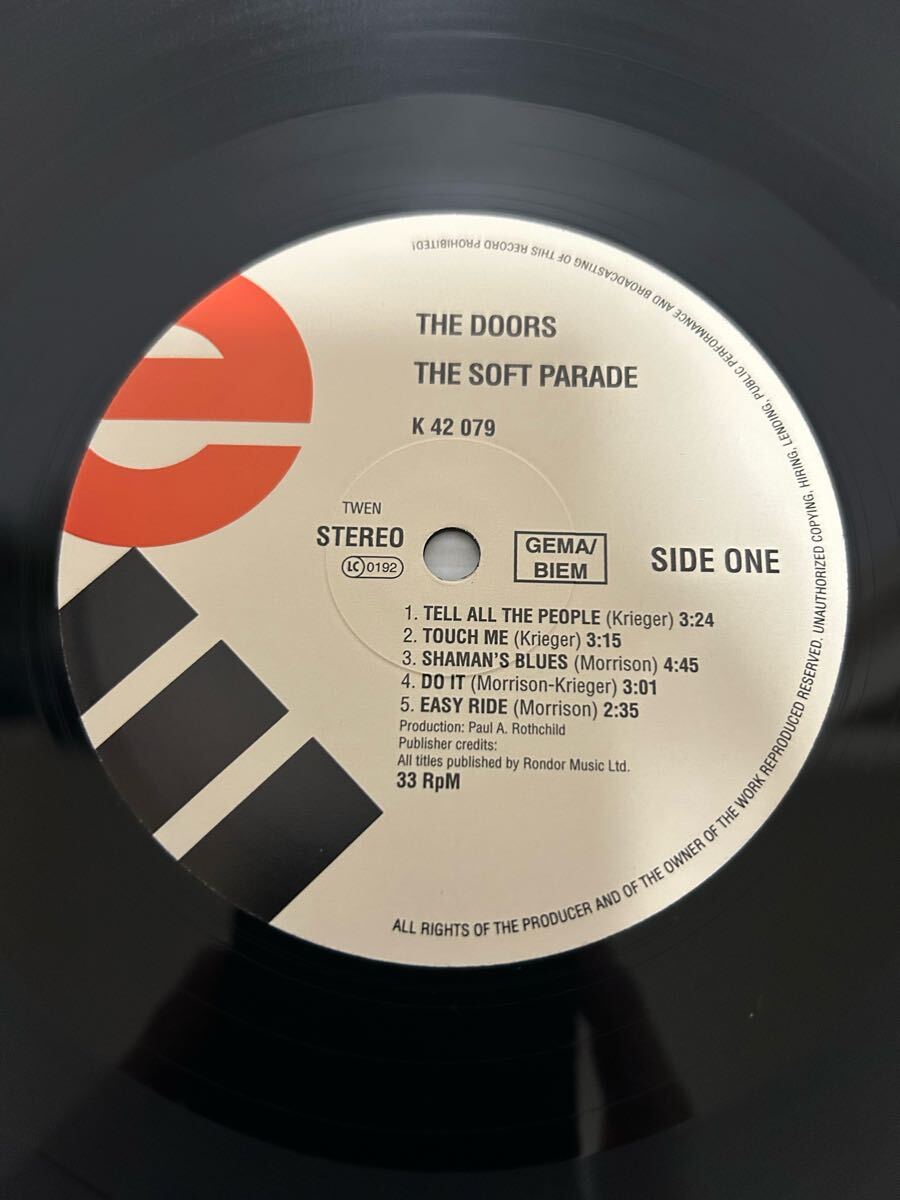 THE DOORS
THE SOFT PARADE
K 42 079
TWEN
STEREO
LC 0192
GEMA/
BIEM
SIDE ONE
1. TELL ALL THE PEOPLE (Krieger) 3:24
2. TOUCH ME (Krieger) 3:15
3. SHAMAN'S BLUES (Morrison) 4:45
4. DO IT (Morrison-Krieger) 3:01
5. EASY RIDE (Morrison) 2:35
Production: Paul A. Rothchild
Publisher credits:
All titles published by Rondor Music Ltd.
33 RpM
ALL RIGHTS OF THE PRODUCER AND OF THE OWNER OF THE WORK REPRODUCED RESERVED. UNAUTHORIZED COPYING, HIRING, LENDING, PUBLIC PERFORMANCE AND BROADCASTING OF THIS RECORD PROHIBITED!
e